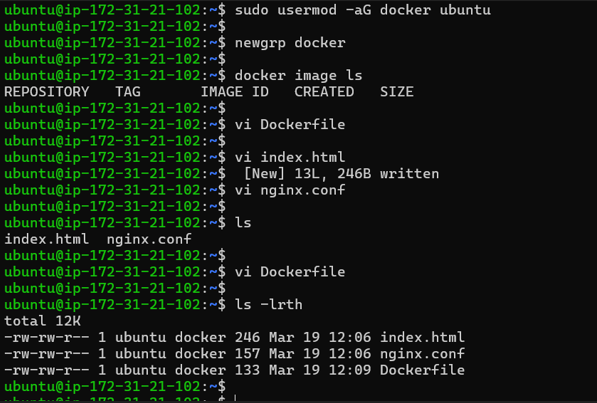 ubuntu@ip-172-31-21-102:~$ sudo usermod -aG docker ubuntu
ubuntu@ip-172-31-21-102:~$
ubuntu@ip-172-31-21-102:~$ newgrp docker
ubuntu@ip-172-31-21-102:~$
ubuntu@ip-172-31-21-102:~$ docker image ls
REPOSITORY   TAG       IMAGE ID   CREATED   SIZE
ubuntu@ip-172-31-21-102:~$
ubuntu@ip-172-31-21-102:~$ vi Dockerfile
ubuntu@ip-172-31-21-102:~$
ubuntu@ip-172-31-21-102:~$ vi index.html
ubuntu@ip-172-31-21-102:~$  [New] 13L, 246B written
ubuntu@ip-172-31-21-102:~$ vi nginx.conf
ubuntu@ip-172-31-21-102:~$
ubuntu@ip-172-31-21-102:~$ ls
index.html  nginx.conf
ubuntu@ip-172-31-21-102:~$
ubuntu@ip-172-31-21-102:~$ vi Dockerfile
ubuntu@ip-172-31-21-102:~$
ubuntu@ip-172-31-21-102:~$ ls -lrth
total 12K
-rw-rw-r-- 1 ubuntu docker 246 Mar 19 12:06 index.html
-rw-rw-r-- 1 ubuntu docker 157 Mar 19 12:06 nginx.conf
-rw-rw-r-- 1 ubuntu docker 133 Mar 19 12:09 Dockerfile
ubuntu@ip-172-31-21-102:~$
ubuntu@ip-172-31-21-102:~$